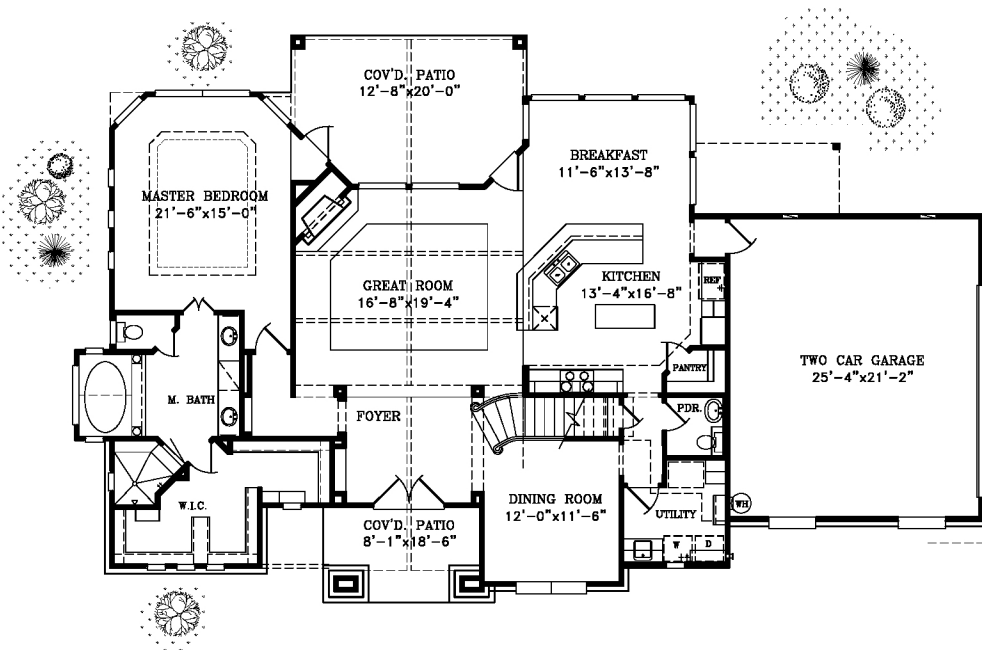 COV'D. PATIO
12'-8"x20'-0"
BREAKFAST
11'-6"x13'-8"
MASTER BEDROOM
21'-6"x15'-0"
GREAT ROOM
16'-8"x19'-4"
KITCHEN
13'-4"x16'-8"
REF
TWO CAR GARAGE
25'-4"x21'-2"
PANTRY
M. BATH
FOYER
PDR.
W.I.C.
DINING ROOM
12'-0"x11'-6"
UTILITY
WH
COV'D. PATIO
8'-1"x18'-6"
W
D